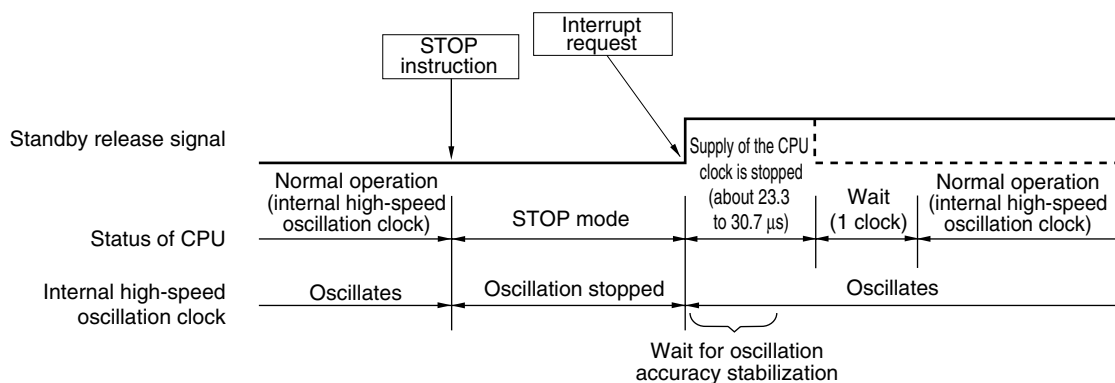 Interrupt
request
STOP
instruction
Standby release signal
Supply of the CPU
clock is stopped
(about 23.3
to 30.7 μs)
Normal operation
(internal high-speed
oscillation clock)
STOP mode
Wait
(1 clock)
Normal operation
(internal high-speed
oscillation clock)
Status of CPU
Internal high-speed
oscillation clock
Oscillates
Oscillation stopped
Oscillates
Wait for oscillation
accuracy stabilization